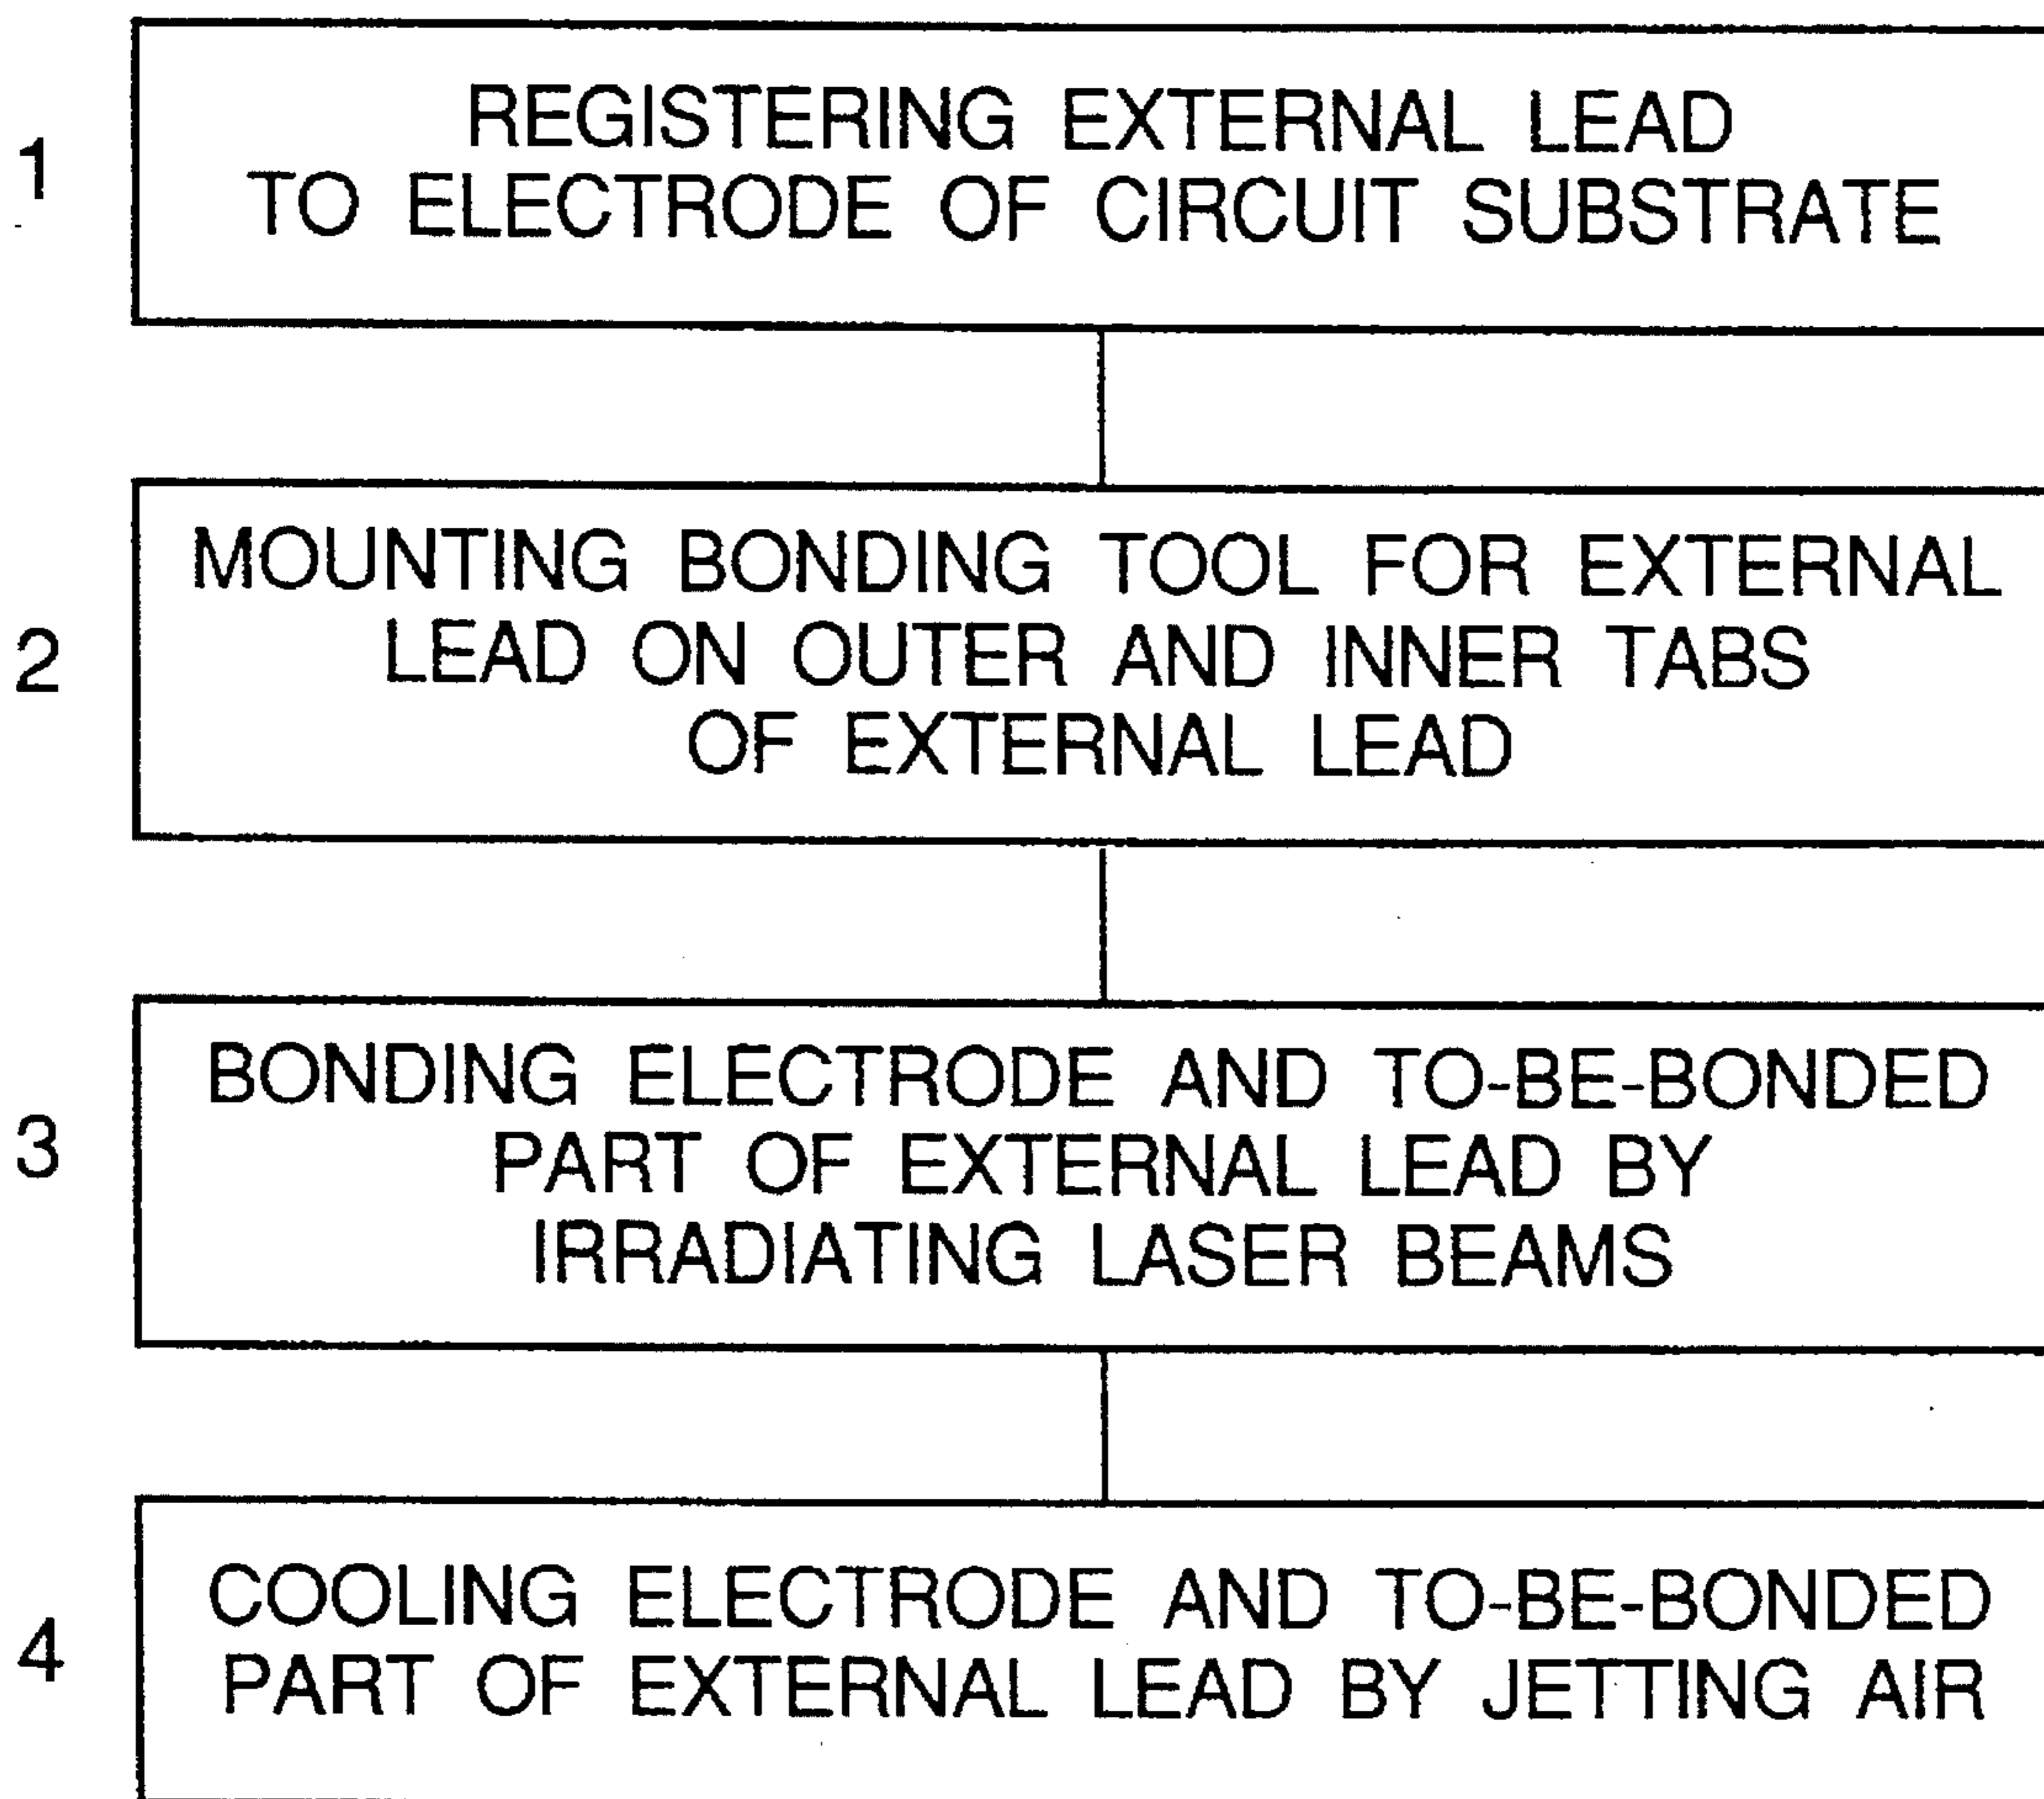 1
REGISTERING EXTERNAL LEAD
TO ELECTRODE OF CIRCUIT SUBSTRATE
2
MOUNTING BONDING TOOL FOR EXTERNAL
LEAD ON OUTER AND INNER TABS
OF EXTERNAL LEAD
3
BONDING ELECTRODE AND TO-BE-BONDED
PART OF EXTERNAL LEAD BY
IRRADIATING LASER BEAMS
4
COOLING ELECTRODE AND TO-BE-BONDED
PART OF EXTERNAL LEAD BY JETTING AIR